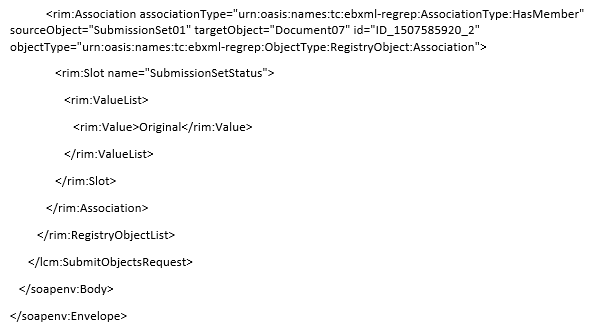 <rim:Association associationType="urn:oasis:names:tc:ebxml-regrep:AssociationType:HasMember"
sourceObject="SubmissionSet01" targetObject="Document07" id="ID_1507585920_2"
objectType="urn:oasis:names:tc:ebxml-regrep:ObjectType:RegistryObject:Association">
<rim:Slot name="SubmissionSetStatus">
<rim:ValueList>
<rim:Value>Original</rim:Value>
</rim:ValueList>
</rim:Slot>
</rim:Association>
</rim:RegistryObjectList>
</lcm:SubmitObjectsRequest>
</soapenv:Body>
</soapenv:Envelope>